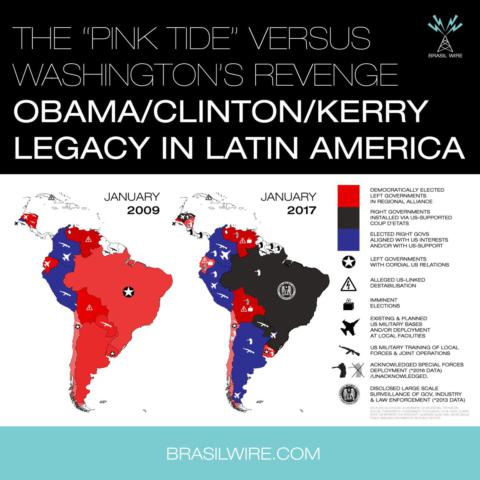 THE "PINK TIDE" VERSUS
WASHINGTON'S REVENGE
OBAMA/CLINTON/KERRY
LEGACY IN LATIN AMERICA
BRASIL WIRE
JANUARY
2009
JANUARY
2017
DEMOCRATICALLY ELECTED
LEFT GOVERNMENTS
IN REGIONAL ALLIANCE
RIGHT GOVERNMENTS
INSTALLED VIA US-SUPPORTED
COUP D'ETATS
ELECTED RIGHT GOVS
ALIGNED WITH US INTERESTS
AND/OR WITH US-SUPPORT
LEFT GOVERNMENTS
WITH CORDIAL US RELATIONS
ALLEGED US-LINKED
DESTABILISATION
IMMINENT
ELECTIONS
EXISTING & PLANNED
US MILITARY BASES
AND/OR DEPLOYMENT
AT LOCAL FACILITIES
US MILITARY TRAINING OF LOCAL
FORCES & JOINT OPERATIONS
ACKNOWLEDGED SPECIAL FORCES
DEPLOYMENT (*2016 DATA)
/UNACKNOWLEDGED.
DISCLOSED LARGE SCALE
SURVEILLANCE OF GOV, INDUSTRY
& LAW ENFORCEMENT (*2013 DATA)
BRASILWIRE.COM